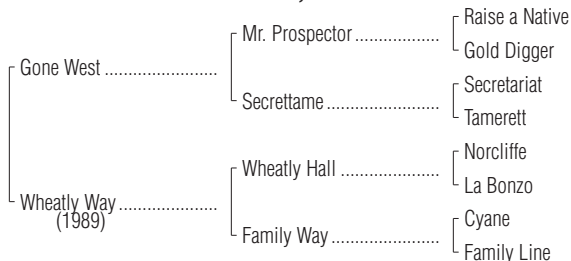 Raise a Native
Mr. Prospector ..................
Gold Digger
Gone West ........................
Secretariat
Secrettame ........................
Tamerett
Norcliffe
Wheatly Hall .....................
La Bonzo
Wheatly Way .....................
(1989)
Cyane
Family Way .......................
Family Line